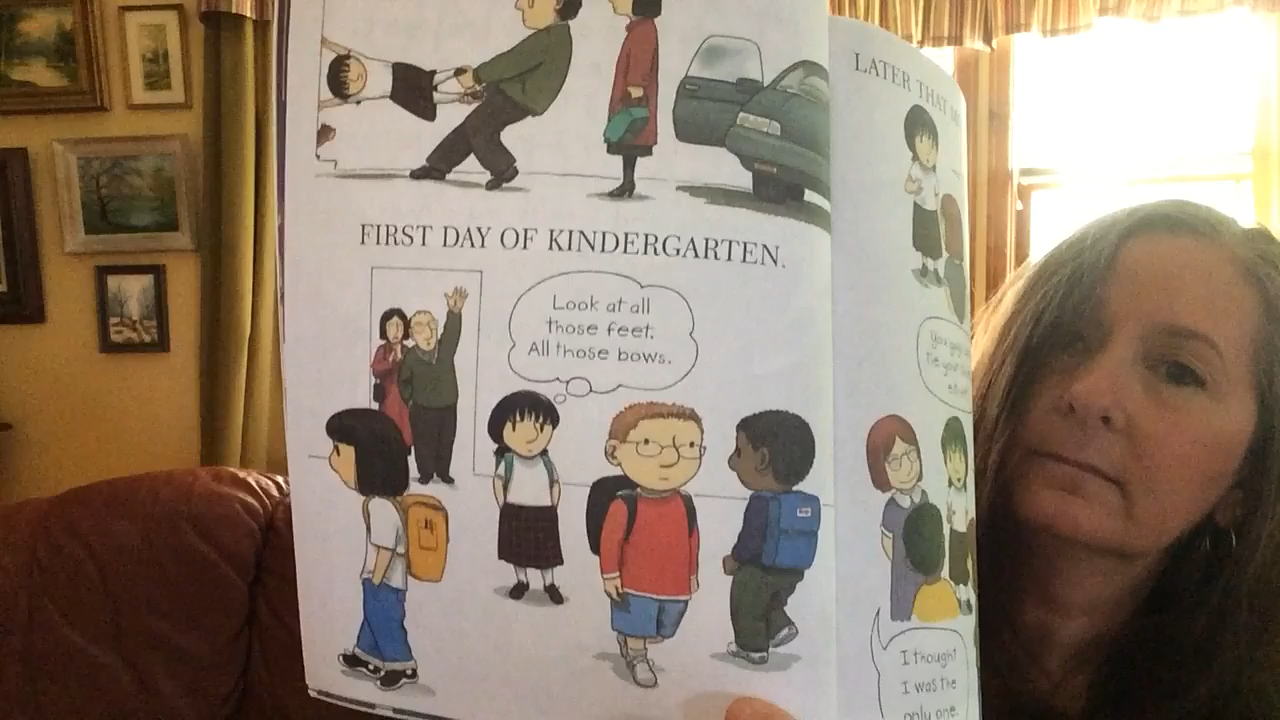 FIRST DAY OF KINDERGARTEN.
Look at all
those feet.
All those bows.
LATER THAT
You
I thought
I was the
only one.